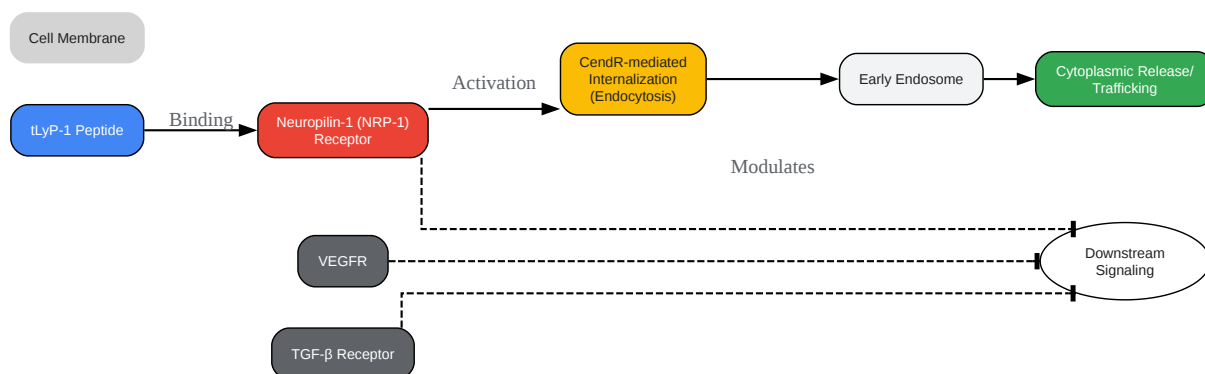 Cell Membrane
tLyP-1 Peptide
Binding
Neuropilin-1 (NRP-1)
Receptor
Activation
CendR-mediated
Internalization
(Endocytosis)
Early Endosome
Cytoplasmic Release/
Trafficking
Modulates
VEGFR
TGF-β Receptor
Downstream
Signaling